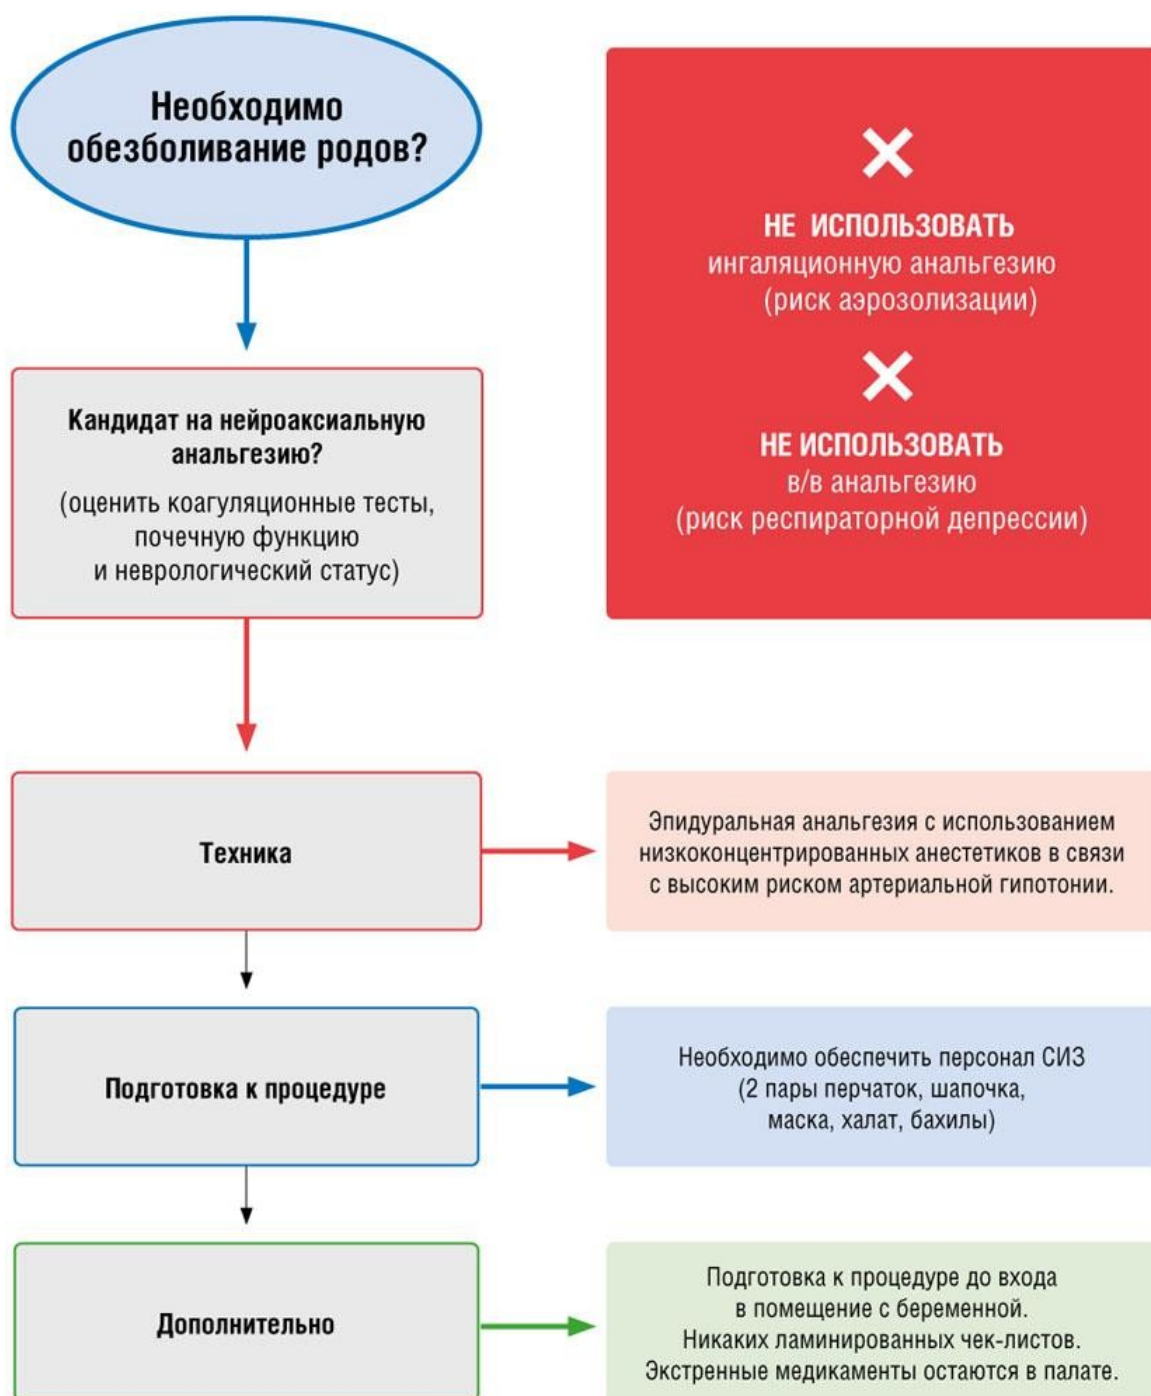 Необходимо
обезболивание родов?
НЕ ИСПОЛЬЗОВАТЬ
ингаляционную анальгезию
(риск аэрозолизации)
НЕ ИСПОЛЬЗОВАТЬ
в/в анальгезию
(риск респираторной депрессии)
Кандидат на нейроаксиальную
анальгезию?
(оценить коагуляционные тесты,
почечную функцию
и неврологический статус)
Техника
Эпидуральная анальгезия с использованием
низкоконцентрированных анестетиков в связи
с высоким риском артериальной гипотонии.
Подготовка к процедуре
Необходимо обеспечить персонал СИЗ
(2 пары перчаток, шапочка,
маска, халат, бахилы)
Дополнительно
Подготовка к процедуре до входа
в помещение с беременной.
Никаких ламинированных чек-листов.
Экстренные медикаменты остаются в палате.